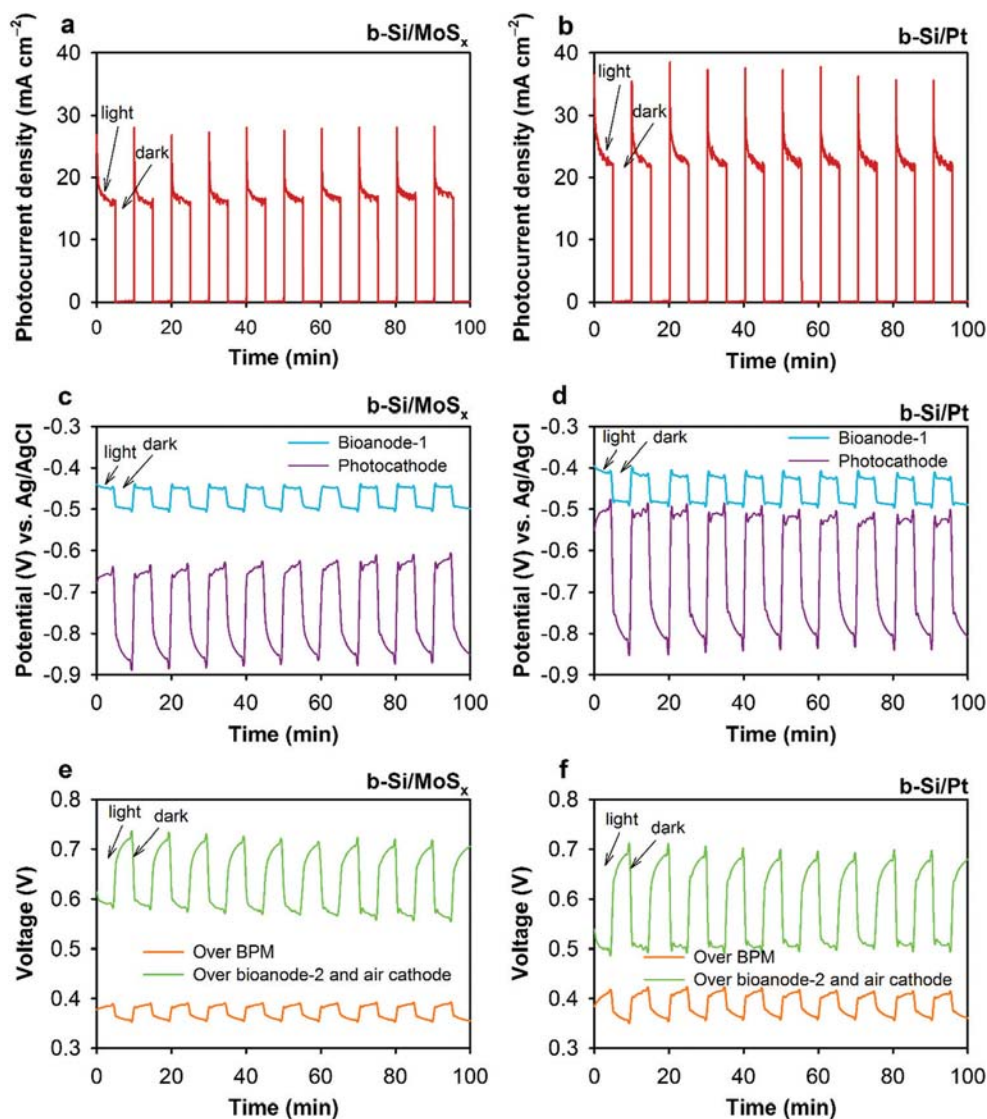 a
b-Si/MoSₓ
Photocurrent density (mA cm⁻²)
40
30
20
10
0
light
dark
0 20 40 60 80 100
Time (min)
b
b-Si/Pt
Photocurrent density (mA cm⁻²)
40
30
20
10
0
light
dark
0 20 40 60 80 100
Time (min)
c
b-Si/MoSₓ
Potential (V) vs. Ag/AgCl
-0.3
-0.4
-0.5
-0.6
-0.7
-0.8
-0.9
light
dark
Bioanode-1
Photocathode
0 20 40 60 80 100
Time (min)
d
b-Si/Pt
Potential (V) vs. Ag/AgCl
-0.3
-0.4
-0.5
-0.6
-0.7
-0.8
-0.9
light
dark
Bioanode-1
Photocathode
0 20 40 60 80 100
Time (min)
e
b-Si/MoSₓ
Voltage (V)
0.8
0.7
0.6
0.5
0.4
0.3
light
dark
Over BPM
Over bioanode-2 and air cathode
0 20 40 60 80 100
Time (min)
f
b-Si/Pt
Voltage (V)
0.8
0.7
0.6
0.5
0.4
0.3
light
dark
Over BPM
Over bioanode-2 and air cathode
0 20 40 60 80 100
Time (min)